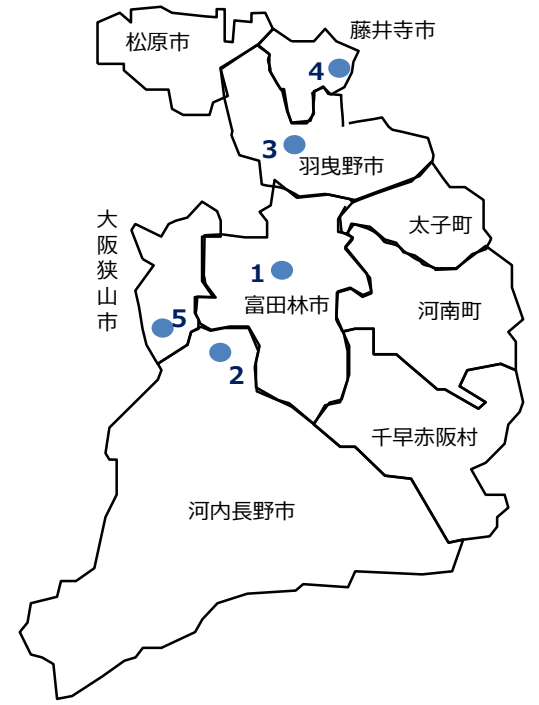 藤井寺市
松原市
4
3
羽曳野市
大阪狭山市
太子町
1
富田林市
河南町
5
2
千早赤阪村
河内長野市